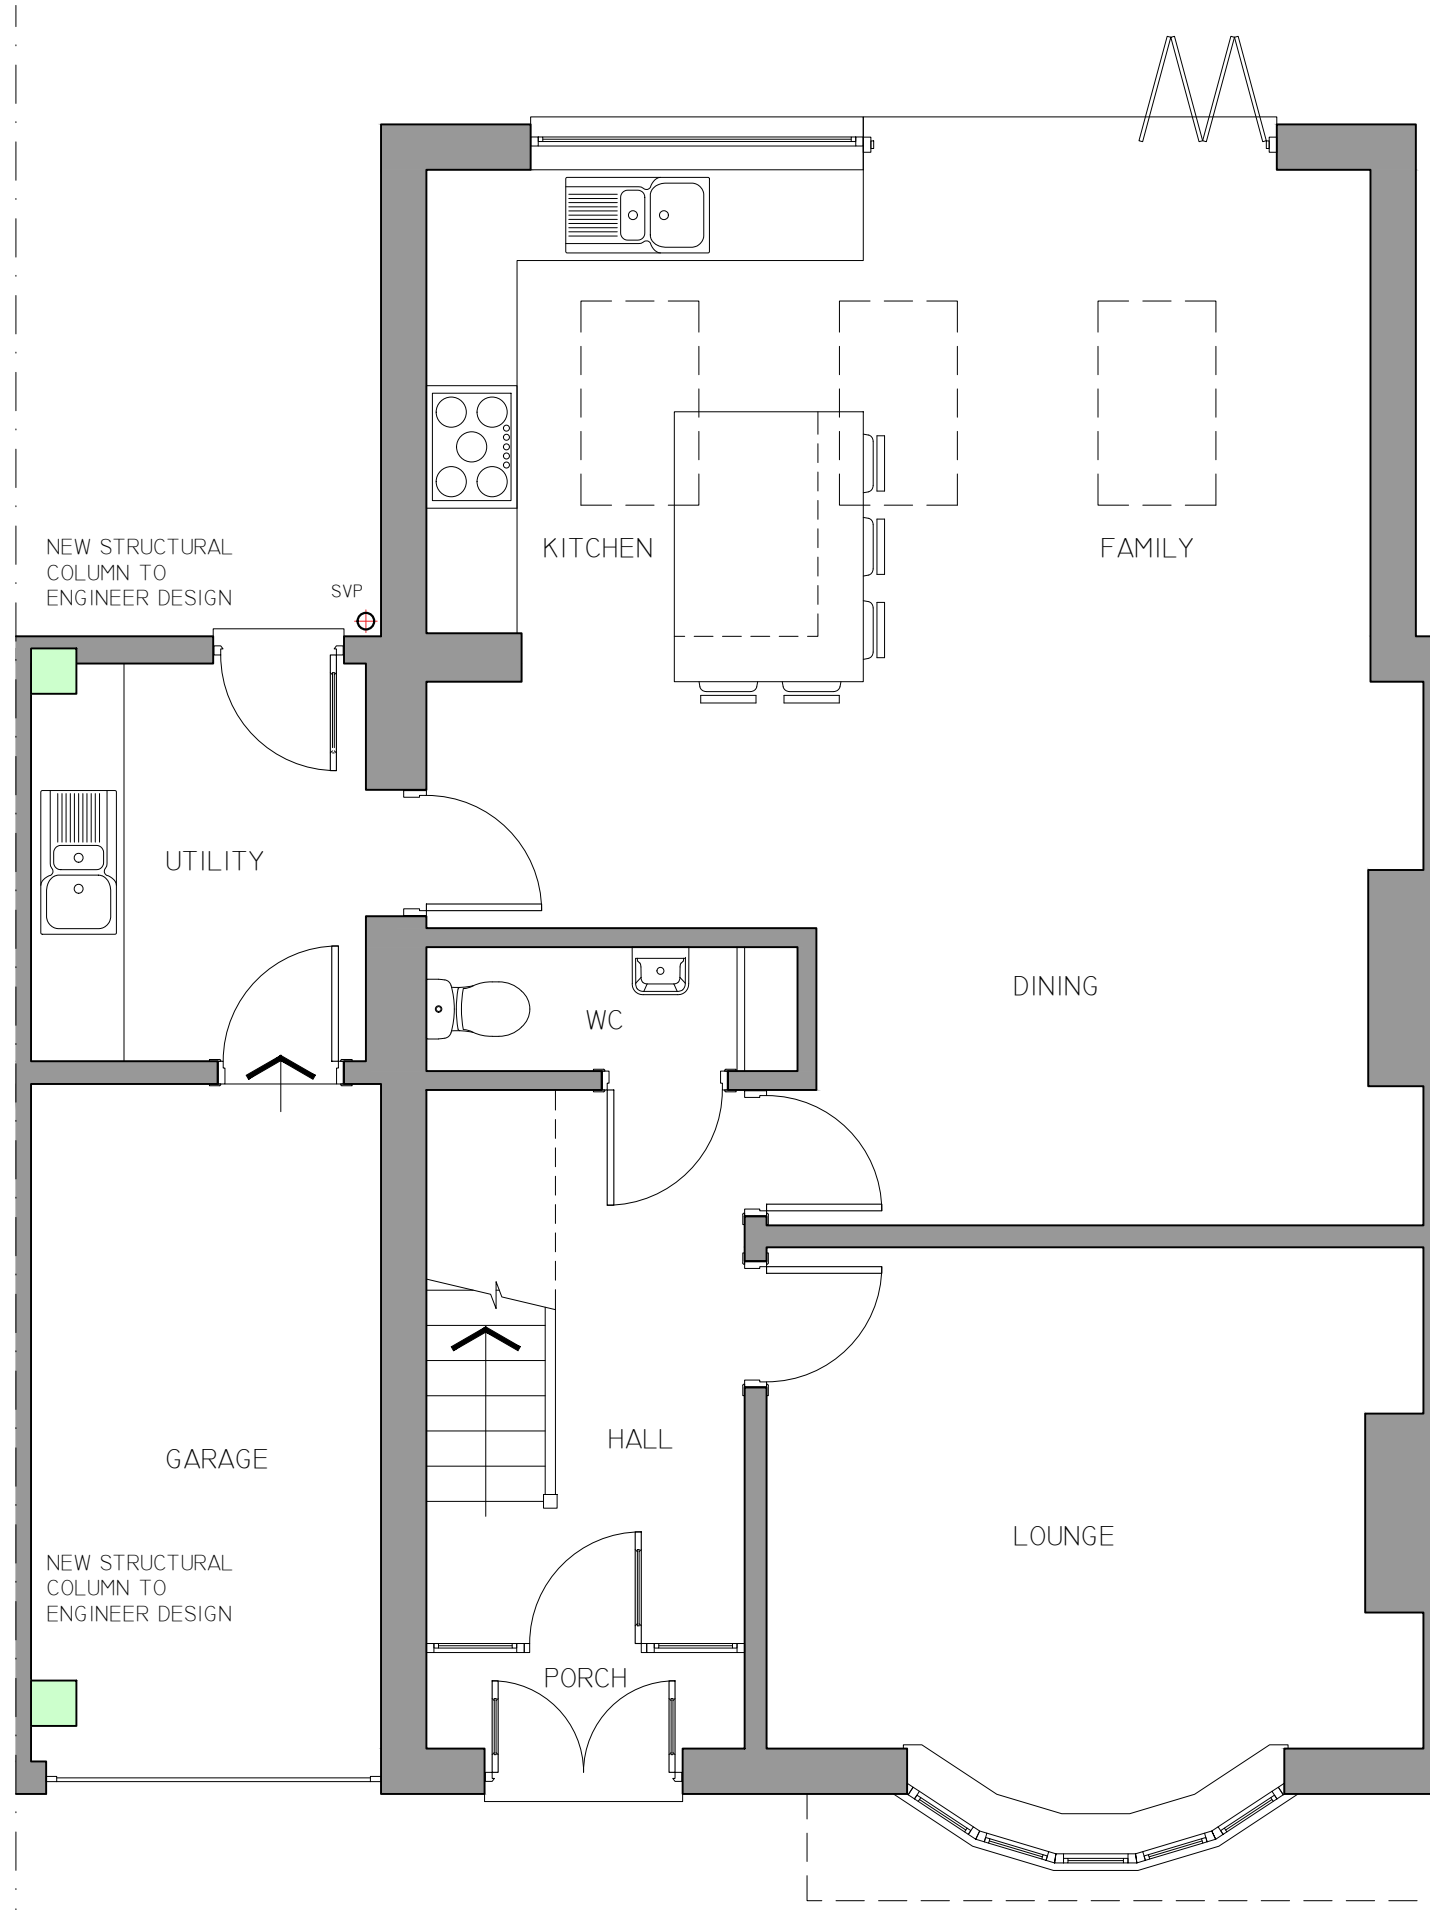 NEW STRUCTURAL
COLUMN TO
ENGINEER DESIGN
SVP
KITCHEN
FAMILY
UTILITY
DINING
WC
GARAGE
HALL
LOUNGE
NEW STRUCTURAL
COLUMN TO
ENGINEER DESIGN
PORCH